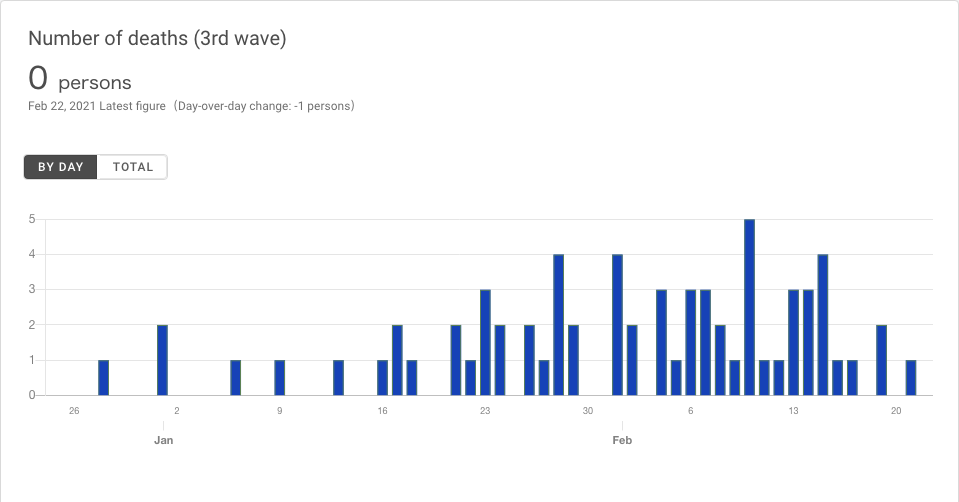 Number of deaths (3rd wave)
0 persons
Feb 22, 2021 Latest figure（Day-over-day change: -1 persons）
BY DAY TOTAL
5
4
3
2
1
0
26 2 9 16 23 30 6 13 20
Jan Feb